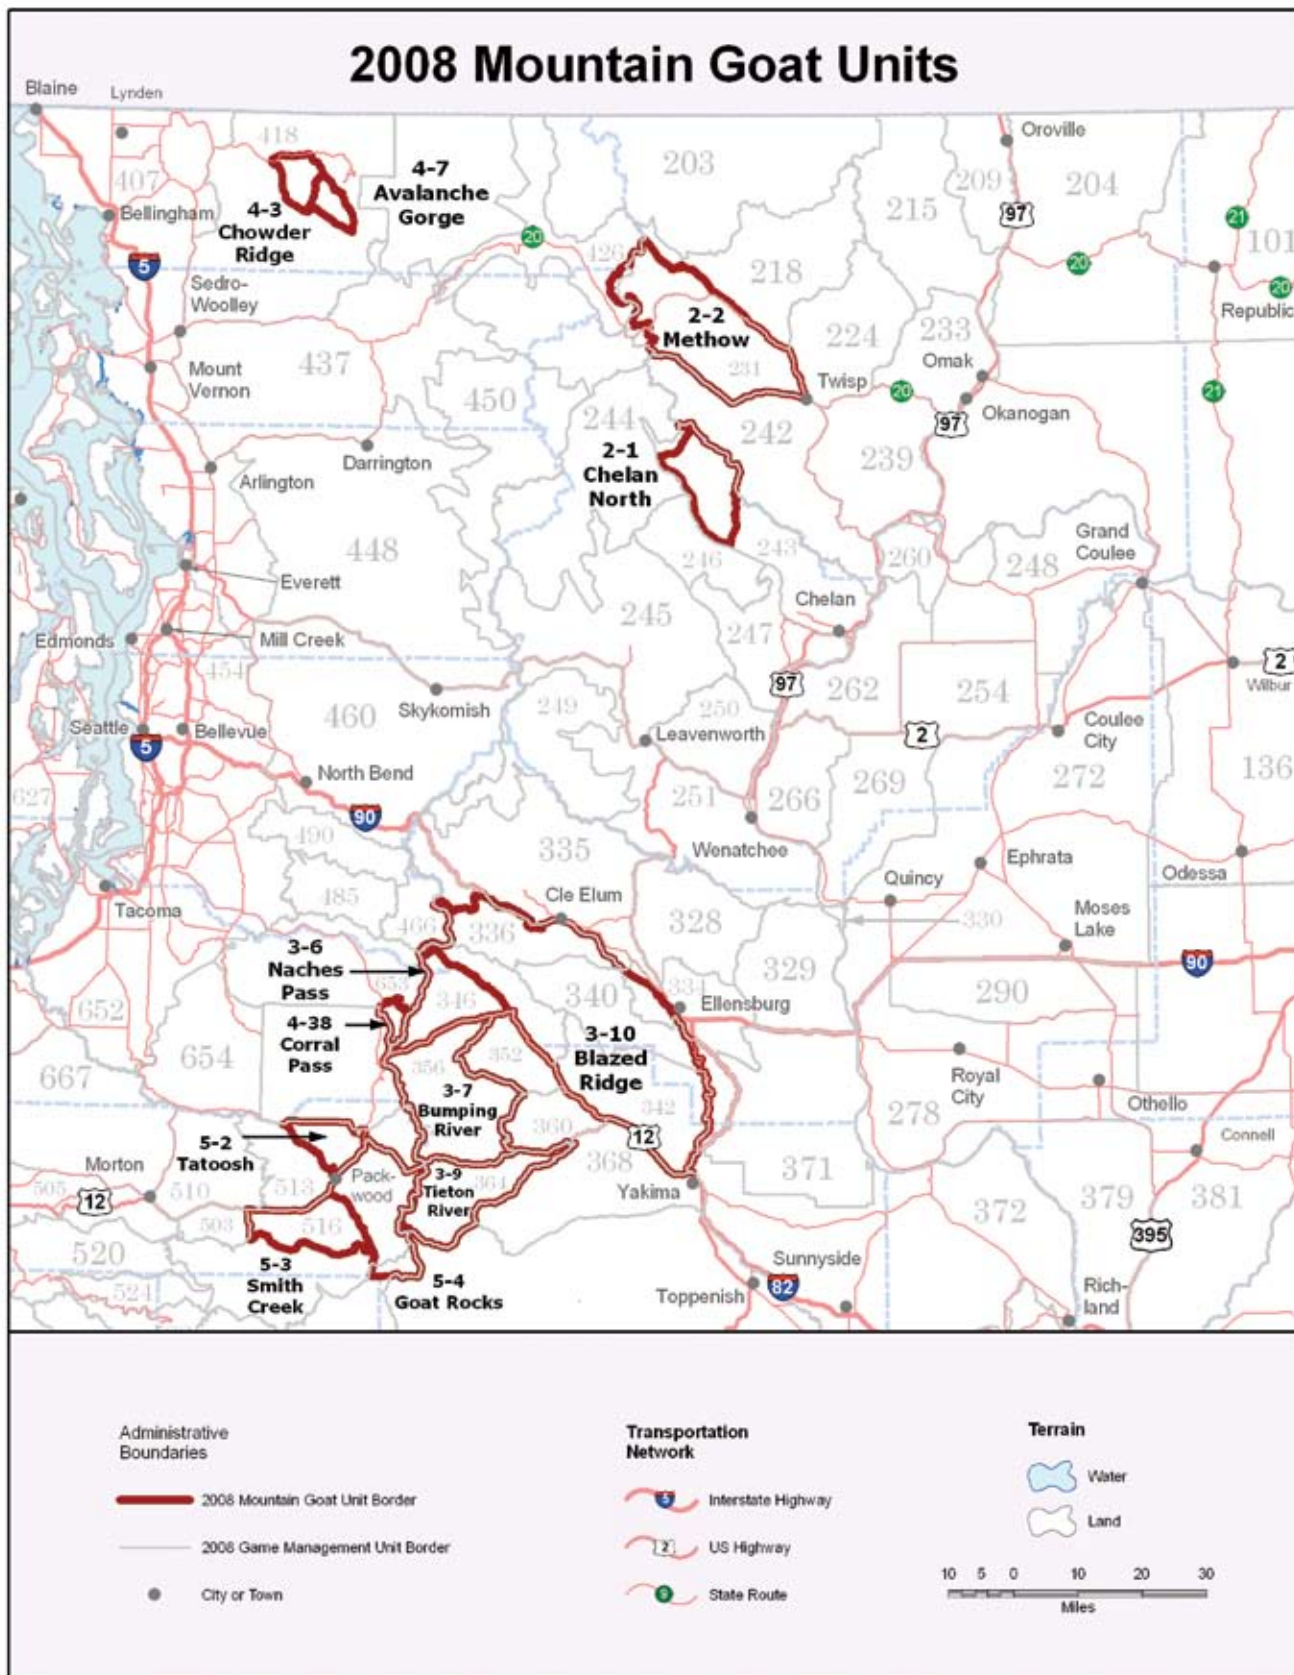 2008 Mountain Goat Units
Blaine
Lynden
418
407
Bellingham
4-7
Avalanche
Gorge
4-3
Chowder
Ridge
203
Oroville
209
204
215
97
21
101
20
20
20
Republic
5
Sedro-
Woolley
126
218
2-2
Methow
231
224
233
Omak
Twisp
20
21
Okanogan
97
Mount
Vernon
437
450
244
242
239
Darrington
Arlington
2-1
Chelan
North
448
246
243
260
248
Grand
Coulee
Everett
Chelan
245
247
Edmonds
Mill Creek
454
97
262
254
2
Wilbur
Skykomish
460
249
250
2
Seattle
Bellevue
Leavenworth
Coulee
City
5
North Bend
627
90
251
266
269
272
136
490
335
Wenatchee
Ephrata
Quincy
Odessa
Tacoma
485
Cle Elum
328
330
Moses
Lake
466
336
3-6
Naches
Pass
329
90
653
346
340
334
Ellensburg
290
652
4-38
Corral
Pass
654
3-10
Blazed
Ridge
356
352
667
3-7
Bumping
River
342
Royal
City
278
Othello
5-2
Tatoosh
360
12
Connell
Morton
505
12
510
513
Pack-
wood
3-9
Tieton
River
364
368
Yakima
371
372
379
381
503
516
395
520
524
5-3
Smith
Creek
5-4
Goat Rocks
Sunnyside
Toppenish
82
Rich-
land
Administrative
Boundaries
2008 Mountain Goat Unit Border
2008 Game Management Unit Border
City or Town
Transportation
Network
5
Interstate Highway
2
US Highway
9
State Route
Terrain
Water
Land
10 5 0 10 20 30
Miles